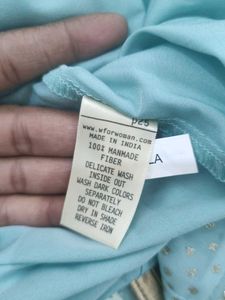 p25
www.wforwoman.com
MADE IN INDIA
100% MANMADE
FIBER
DELICATE WASH
INSIDE OUT
WASH DARK COLORS
SEPARATELY
DO NOT BLEACH
DRY IN SHADE
REVERSE IRON
LA